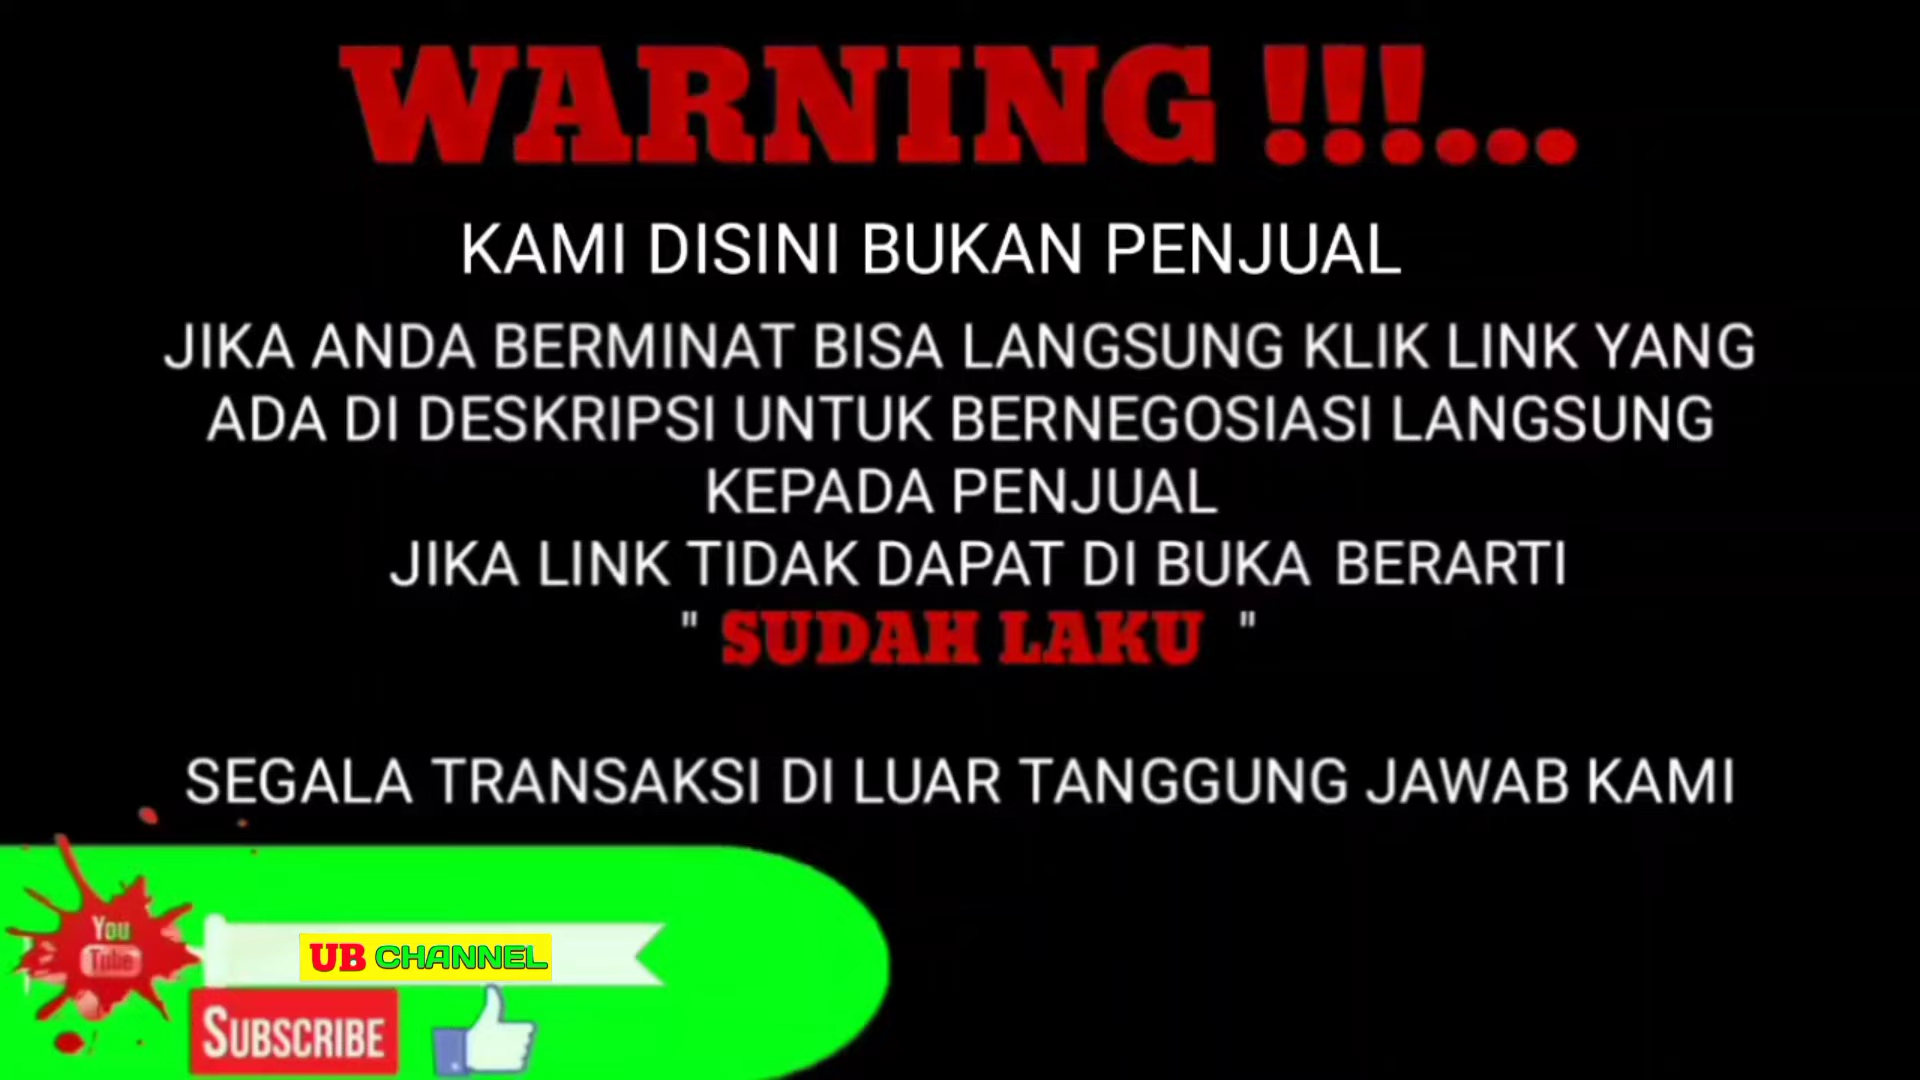 WARNING !!!...
KAMI DISINI BUKAN PENJUAL
JIKA ANDA BERMINAT BISA LANGSUNG KLIK LINK YANG
ADA DI DESKRIPSI UNTUK BERNEGOSIASI LANGSUNG
KEPADA PENJUAL
JIKA LINK TIDAK DAPAT DI BUKA BERARTI
" SUDAH LAKU "
SEGALA TRANSAKSI DI LUAR TANGGUNG JAWAB KAMI
You
Tube
UB CHANNEL
SUBSCRIBE